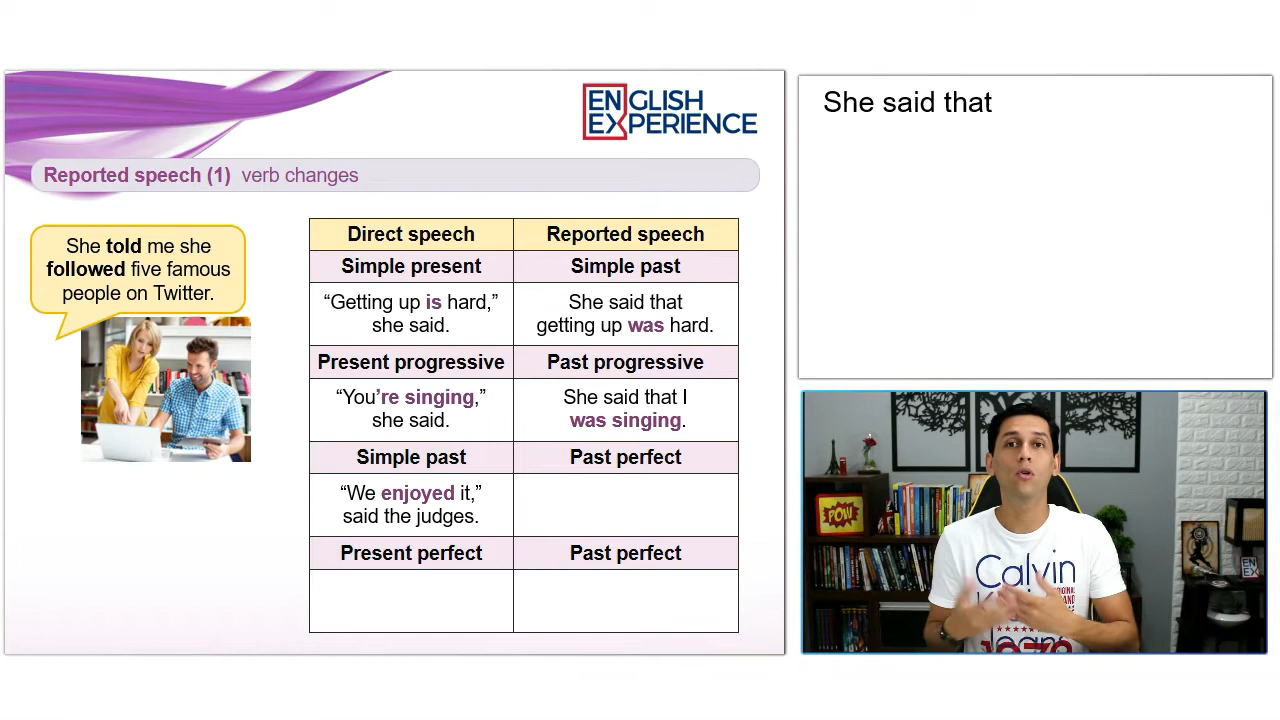 ENGLISH
EXPERIENCE
Reported speech (1) verb changes
She told me she
followed five famous
people on Twitter.
Direct speech
Reported speech
Simple present
Simple past
“Getting up is hard,”
she said.
She said that
getting up was hard.
Present progressive
Past progressive
“You’re singing,”
she said.
She said that I
was singing.
Simple past
Past perfect
“We enjoyed it,”
said the judges.
Present perfect
Past perfect
She said that
POW
EN
EX
Calvin
Jeans